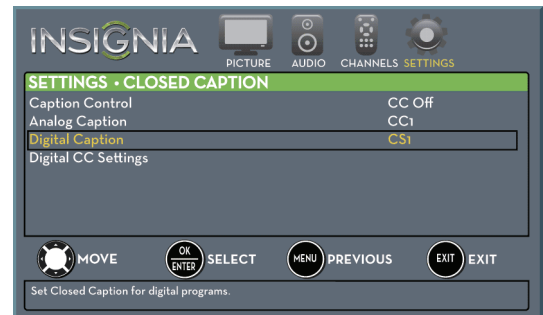 INSIGNIA
PICTURE AUDIO CHANNELS SETTINGS
SETTINGS • CLOSED CAPTION
Caption Control CC Off
Analog Caption CC1
Digital Caption CS1
Digital CC Settings
MOVE OK ENTER SELECT MENU PREVIOUS EXIT EXIT
Set Closed Caption for digital programs.